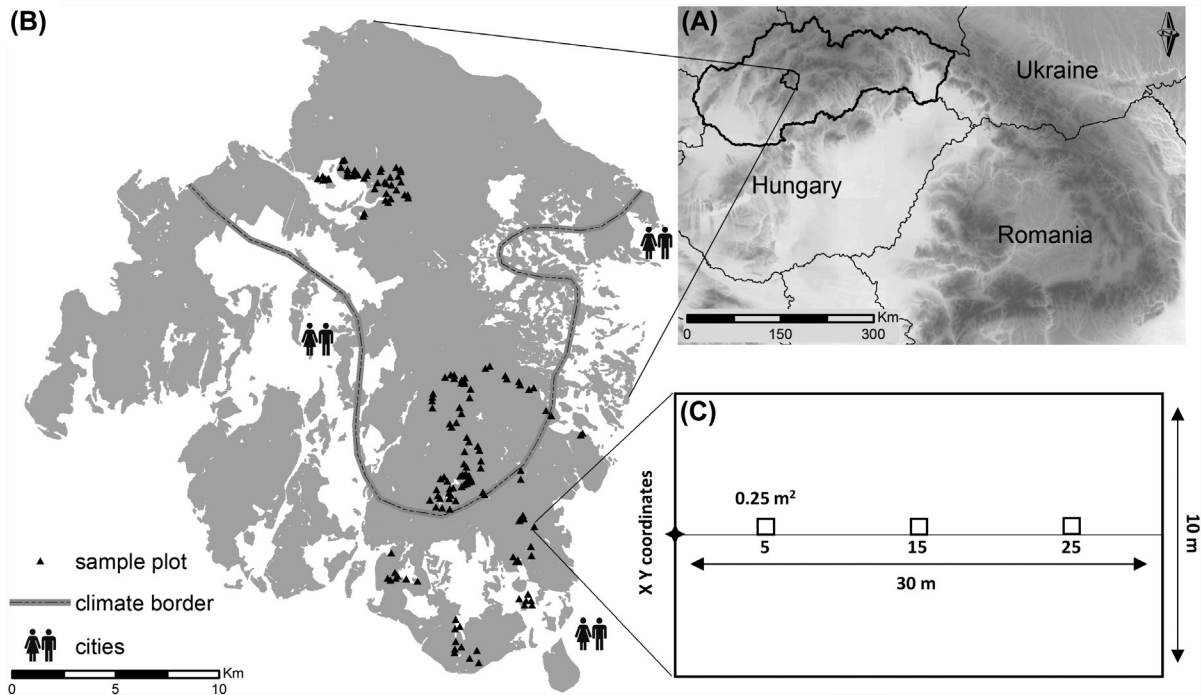 (B)
sample plot
climate border
cities
Km
0 5 10
(A)
Ukraine
Hungary
Romania
Km
0 150 300
(C)
X Y coordinates
0.25 m²
5 15 25
30 m
10 m